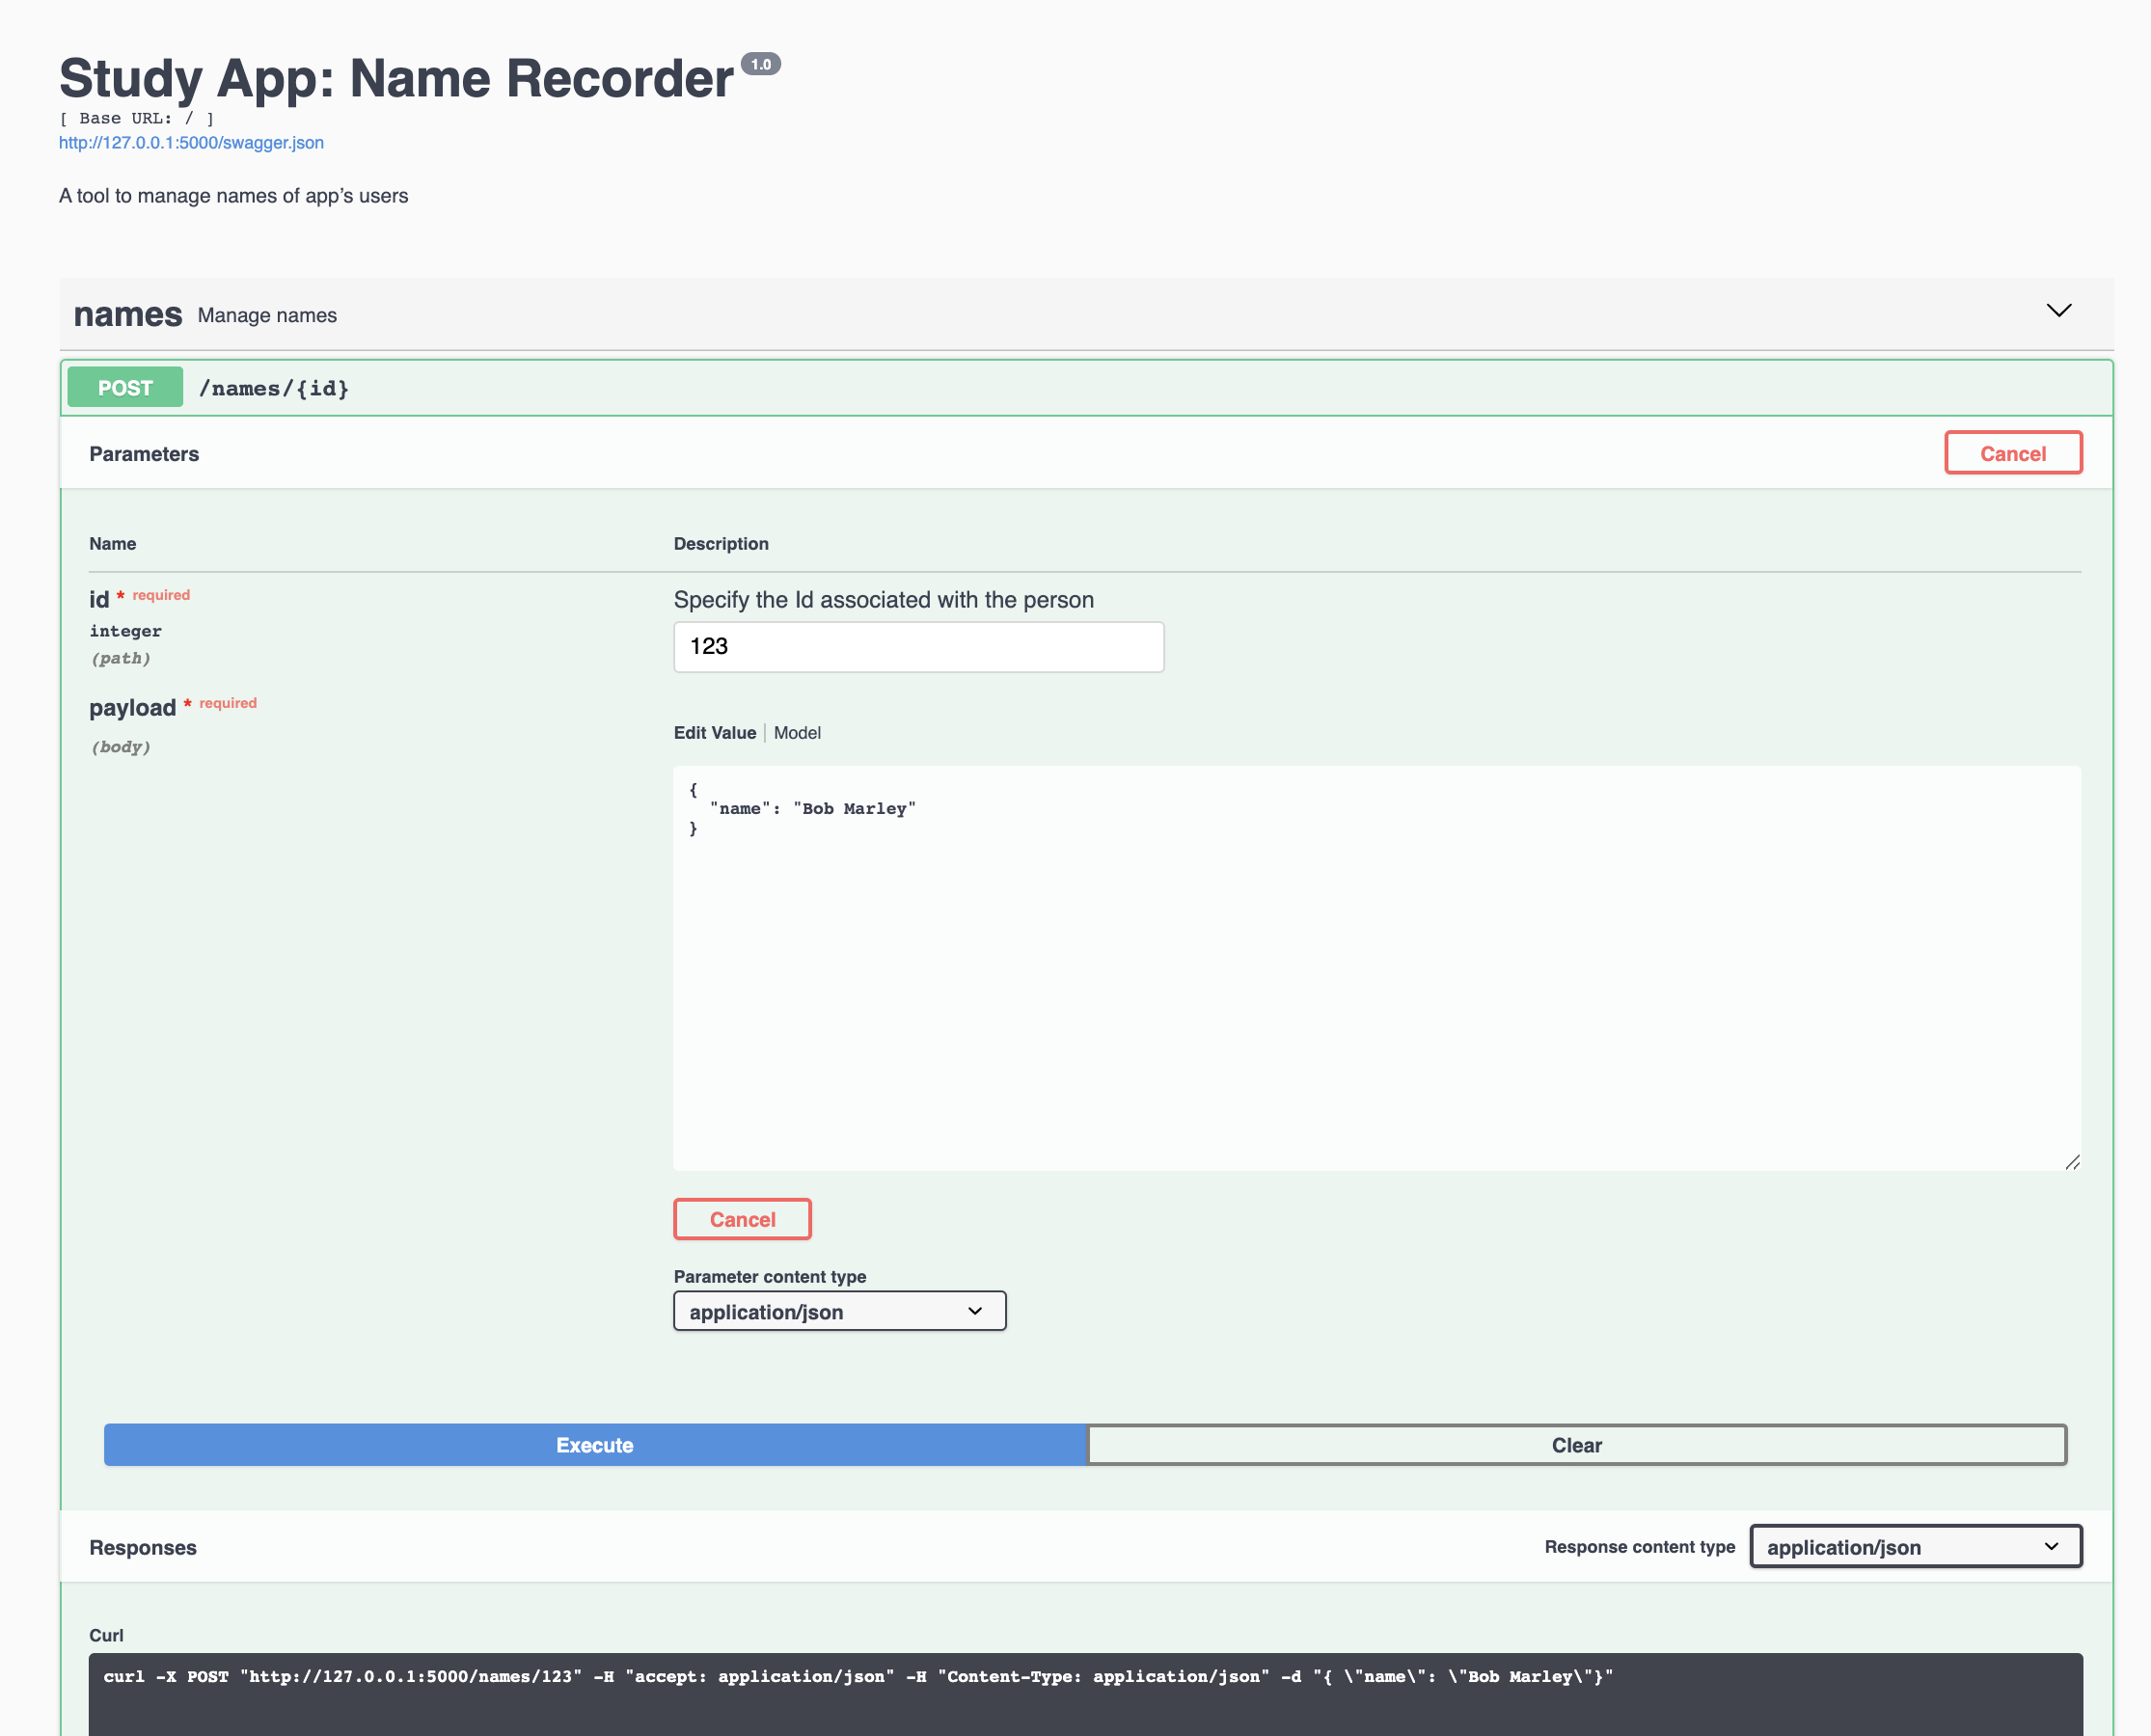 Study App: Name Recorder 1.0
[ Base URL: / ]
http://127.0.0.1:5000/swagger.json
A tool to manage names of app’s users
names Manage names
POST /names/{id}
Parameters Cancel
Name Description
id * required Specify the Id associated with the person
integer 123
(path)
payload * required
Edit Value | Model
(body)
{
"name": "Bob Marley"
}
Cancel
Parameter content type
application/json
Execute Clear
Responses Response content type application/json
Curl
curl -X POST "http://127.0.0.1:5000/names/123" -H "accept: application/json" -H "Content-Type: application/json" -d "{ \"name\": \"Bob Marley\"}"